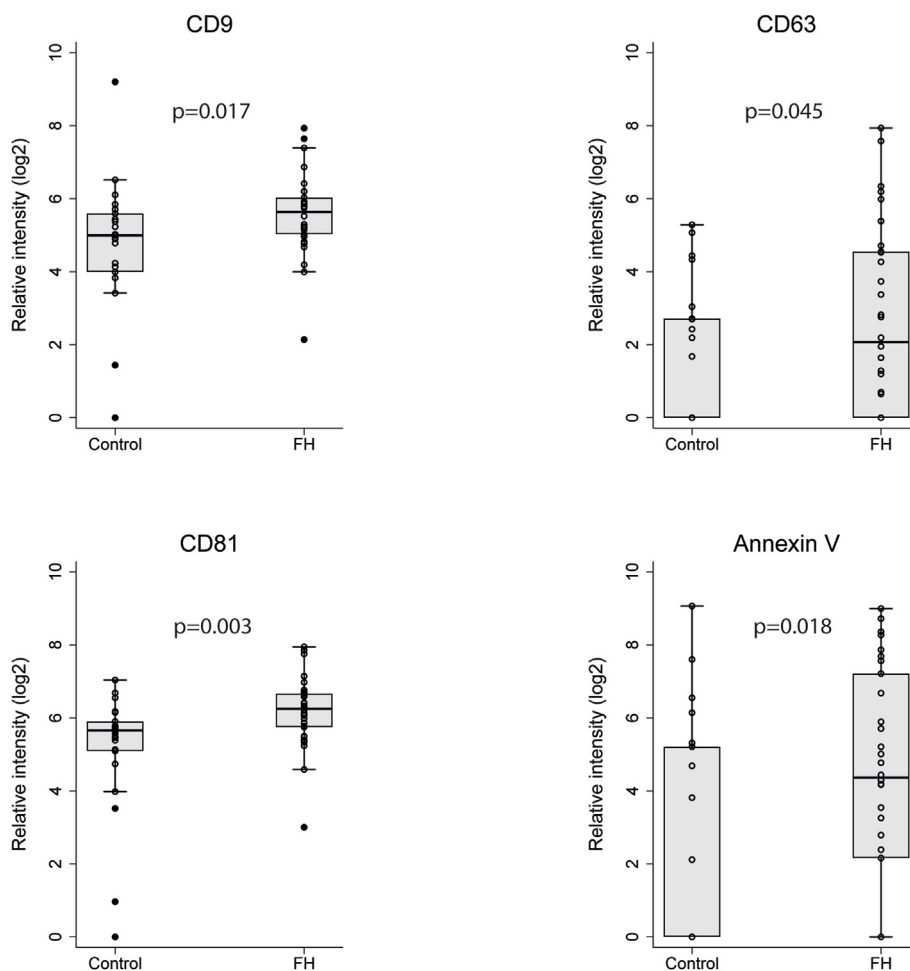 CD9
Relative intensity (log2)
10
8
6
4
2
0
p=0.017
Control
FH
CD63
Relative intensity (log2)
10
8
6
4
2
0
p=0.045
Control
FH
CD81
Relative intensity (log2)
10
8
6
4
2
0
p=0.003
Control
FH
Annexin V
Relative intensity (log2)
10
8
6
4
2
0
p=0.018
Control
FH